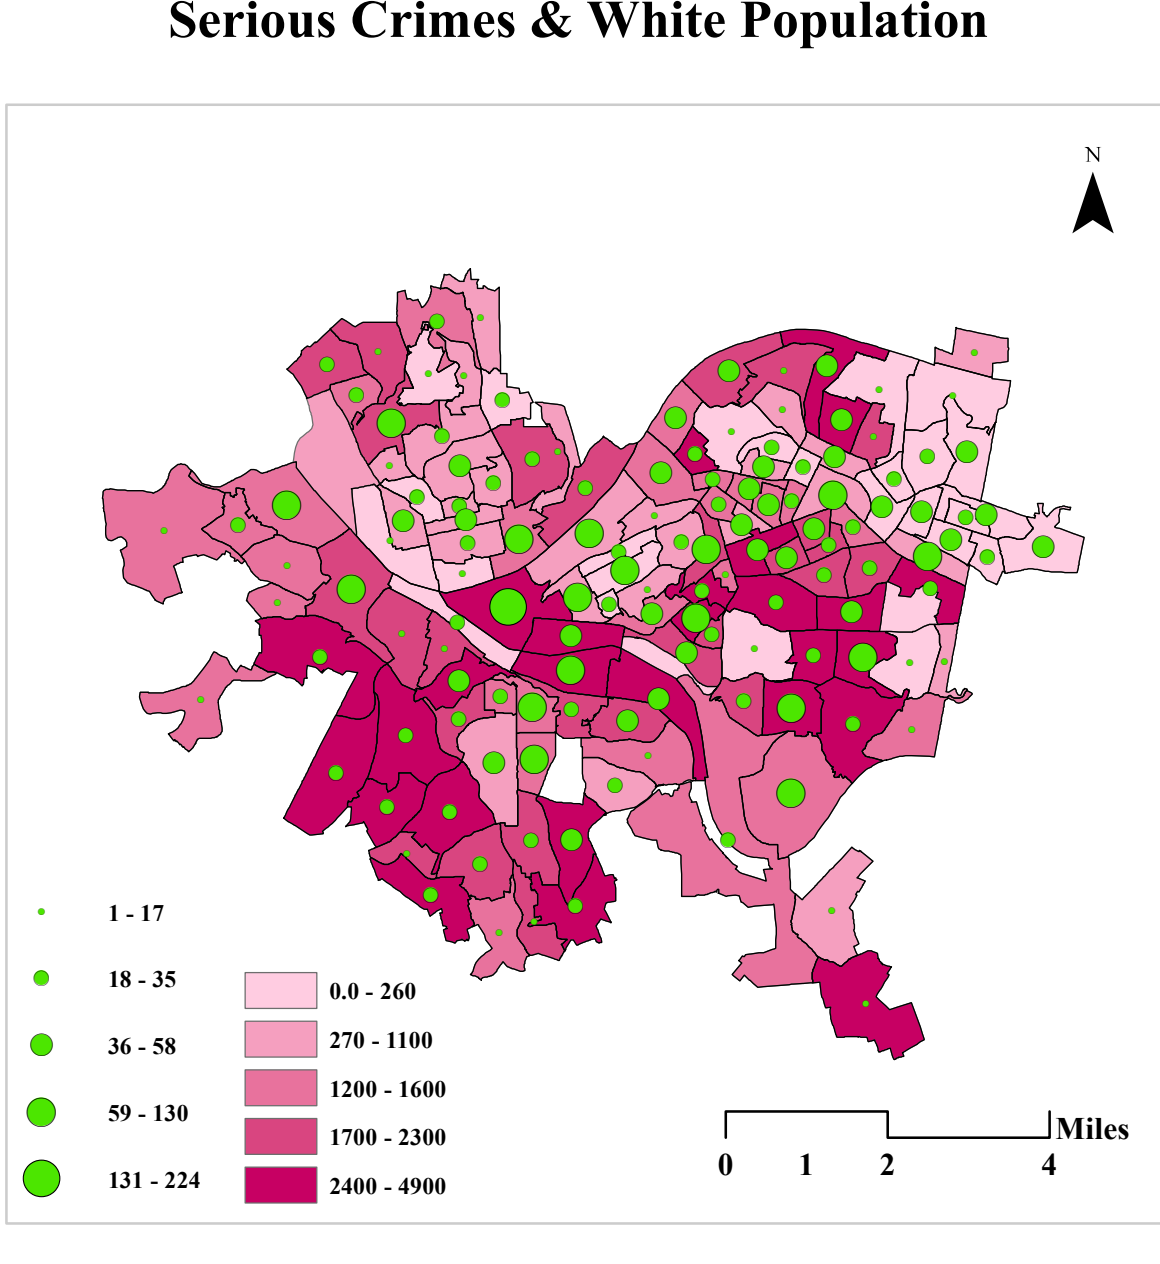 Serious Crimes & White Population
N
1 - 17
18 - 35
36 - 58
59 - 130
131 - 224
0.0 - 260
270 - 1100
1200 - 1600
1700 - 2300
2400 - 4900
Miles
0 1 2 4